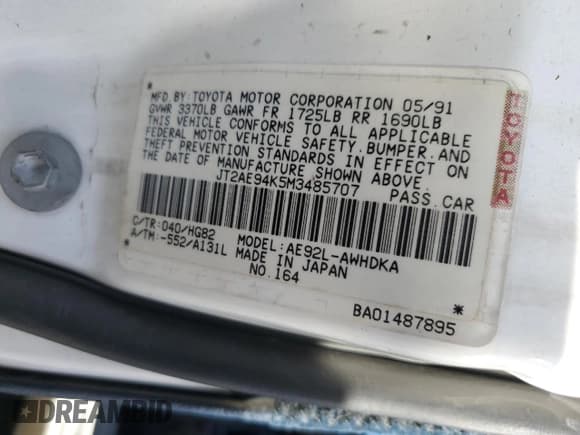 MFD.BY:TOYOTA MOTOR CORPORATION 05/91
GVWR 3370LB GAWR FR 1725LB RR 1690LB
THIS VEHICLE CONFORMS TO ALL APPLICABLE
FEDERAL MOTOR VEHICLE SAFETY,BUMPER,AND
THEFT PREVENTION STANDARDS IN EFFECT ON
THE DATE OF MANUFACTURE SHOWN ABOVE.
JT2AE94K5M3485707 PASS.CAR
C/TR:040/HG82 MODEL:AE92L-AWHDKA
A/TM:-552/A131L MADE IN JAPAN
NO.164
*
BA01487895
TOYOTA
DREAMBID